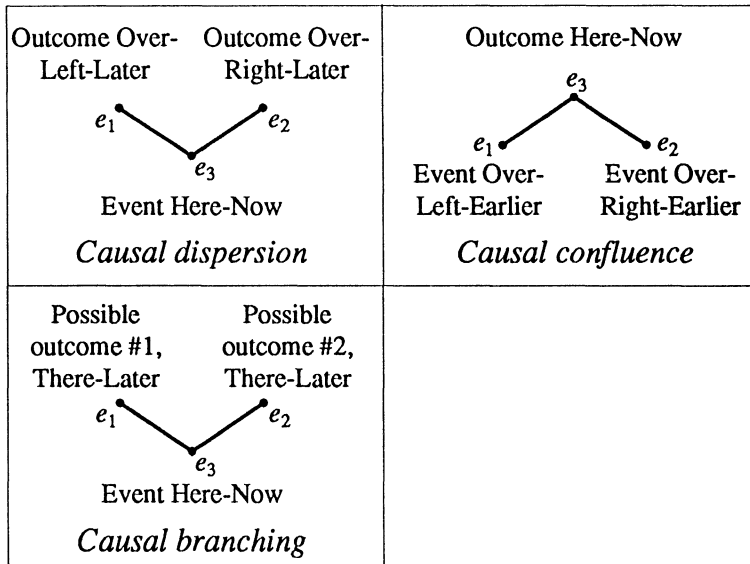 Outcome Over-
Left-Later
Outcome Over-
Right-Later
e1
e2
e3
Event Here-Now
Causal dispersion
Outcome Here-Now
e3
e1
e2
Event Over-
Left-Earlier
Event Over-
Right-Earlier
Causal confluence
Possible
outcome #1,
There-Later
Possible
outcome #2,
There-Later
e1
e2
e3
Event Here-Now
Causal branching